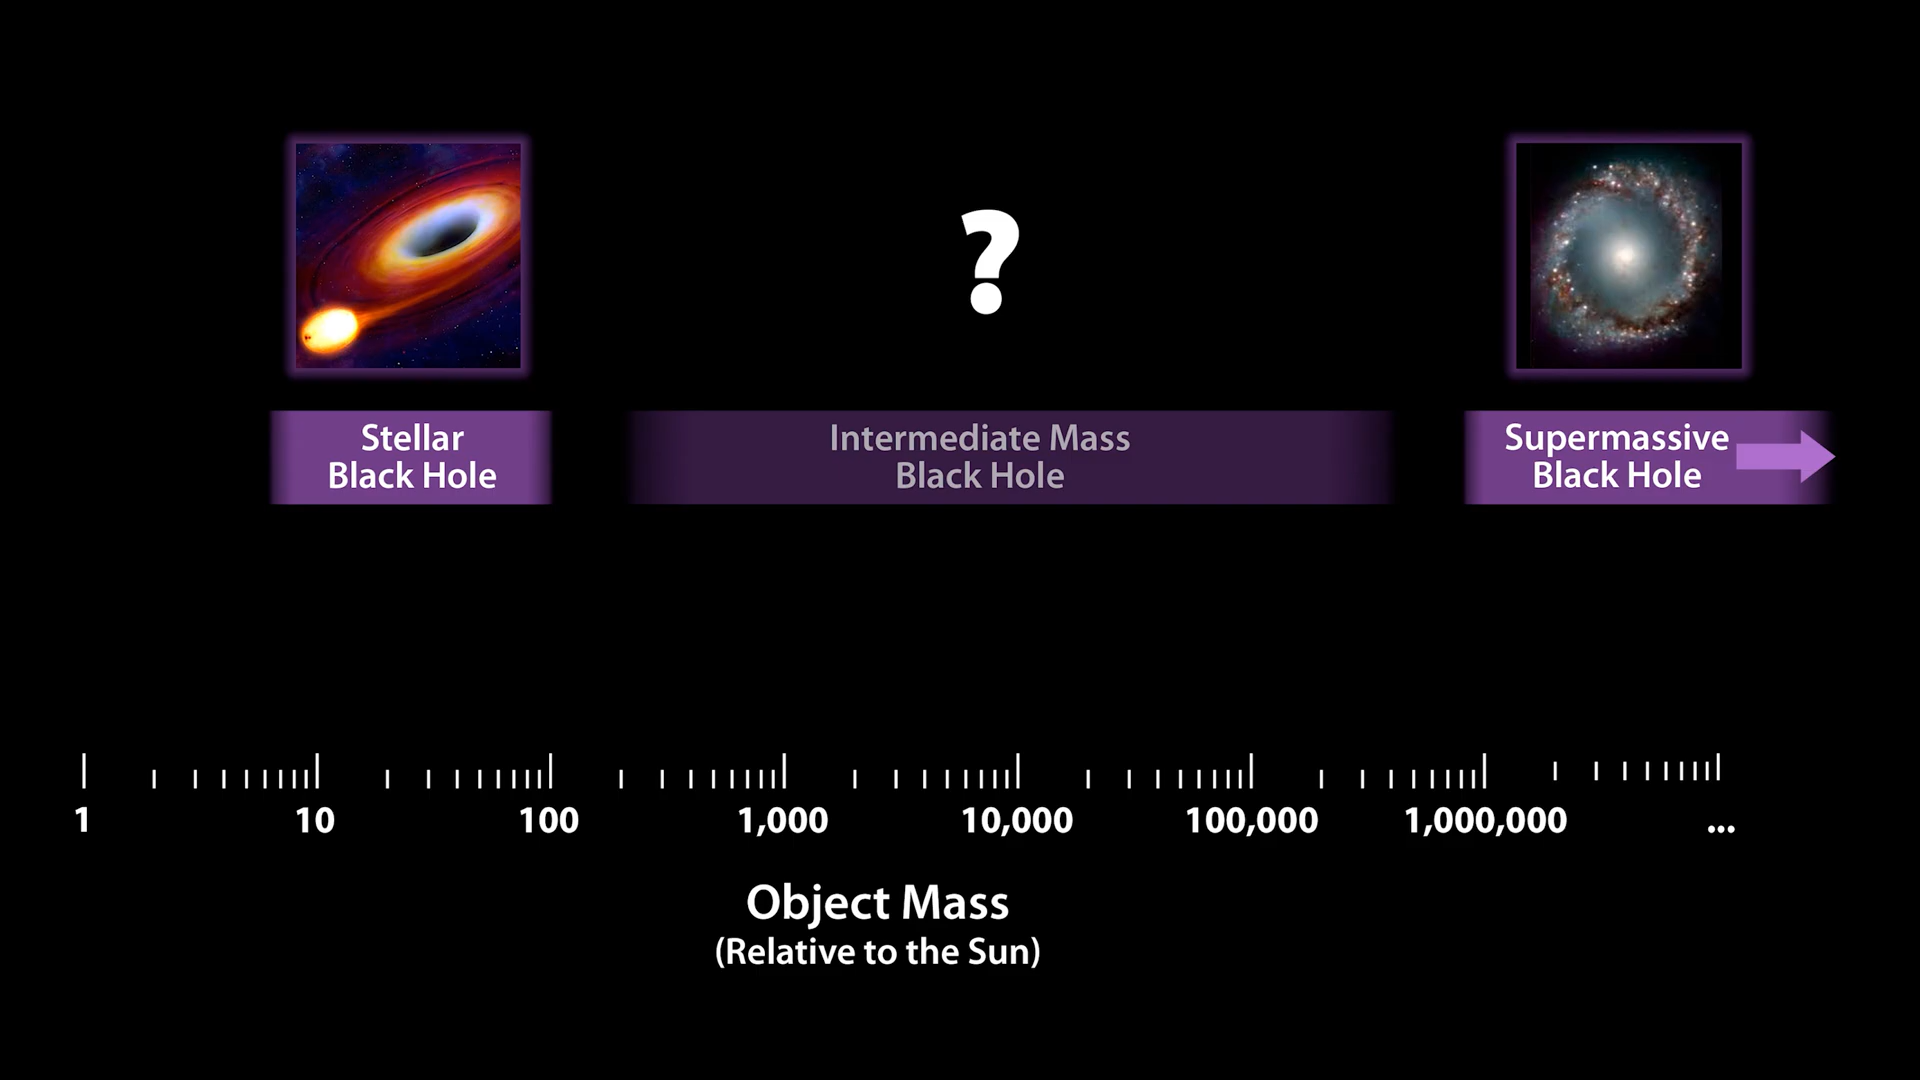 ?
Stellar
Black Hole
Intermediate Mass
Black Hole
Supermassive
Black Hole
1
10
100
1,000
10,000
100,000
1,000,000
...
Object Mass
(Relative to the Sun)